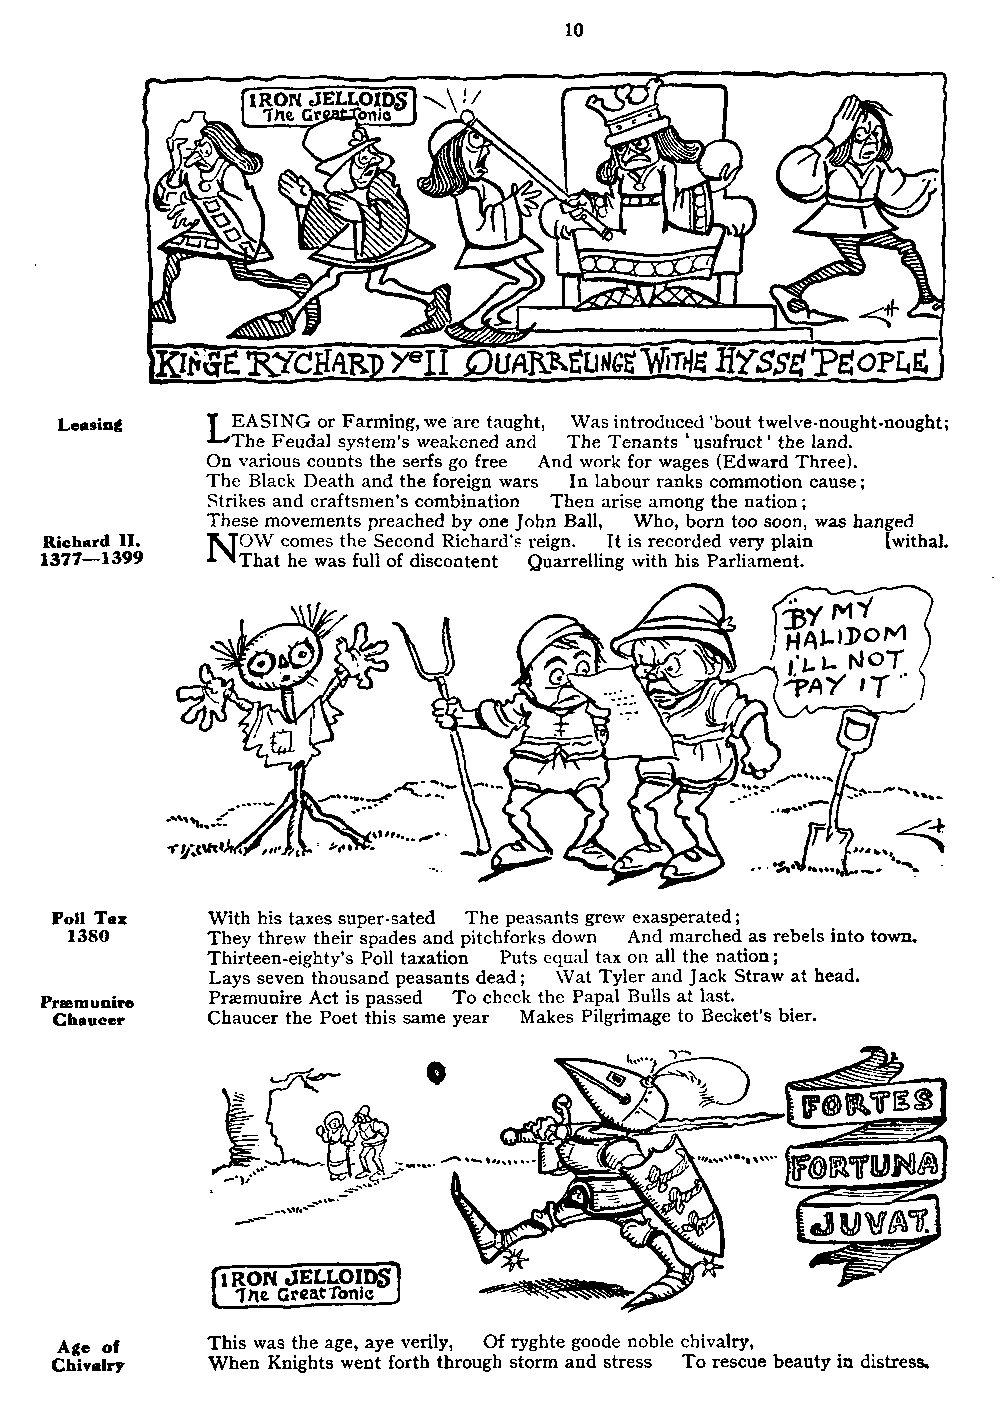 10
IRON JELLOIDS
The Great Tonic
KINGE RYCHARD Yᵉ II QUARRELINGE WITHE HYSSE PEOPLE
Leasing
LEASING or Farming, we are taught, Was introduced 'bout twelve-nought-nought;
The Feudal system's weakened and The Tenants ' usufruct ' the land.
On various counts the serfs go free And work for wages (Edward Three).
The Black Death and the foreign wars In labour ranks commotion cause;
Strikes and craftsmen's combination Then arise among the nation;
These movements preached by one John Ball, Who, born too soon, was hanged
Richard II.
1377—1399
NOW comes the Second Richard's reign. It is recorded very plain [withal.
That he was full of discontent Quarrelling with his Parliament.
"BY MY
HALIDOM
I'LL NOT
PAY IT"
Poll Tax
1380
With his taxes super-sated The peasants grew exasperated;
They threw their spades and pitchforks down And marched as rebels into town.
Thirteen-eighty's Poll taxation Puts equal tax on all the nation;
Lays seven thousand peasants dead; Wat Tyler and Jack Straw at head.
Præmunire
Chaucer
Præmunire Act is passed To check the Papal Bulls at last.
Chaucer the Poet this same year Makes Pilgrimage to Becket's bier.
FORTES
FORTUNA
JUVAT.
IRON JELLOIDS
The Great Tonic
Age of
Chivalry
This was the age, aye verily, Of ryghte goode noble chivalry,
When Knights went forth through storm and stress To rescue beauty in distress.